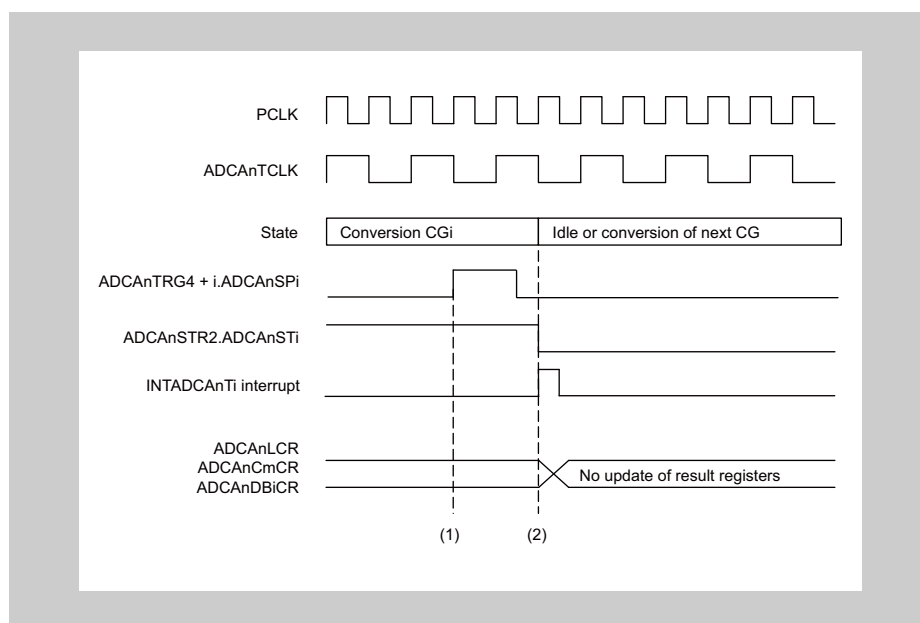 PCLK
ADCAnTCLK
State
Conversion CGi
Idle or conversion of next CG
ADCAnTRG4 + i.ADCAnSPi
ADCAnSTR2.ADCAnSTi
INTADCAnTi interrupt
ADCAnLCR
ADCAnCmCR
ADCAnDBiCR
No update of result registers
(1)
(2)